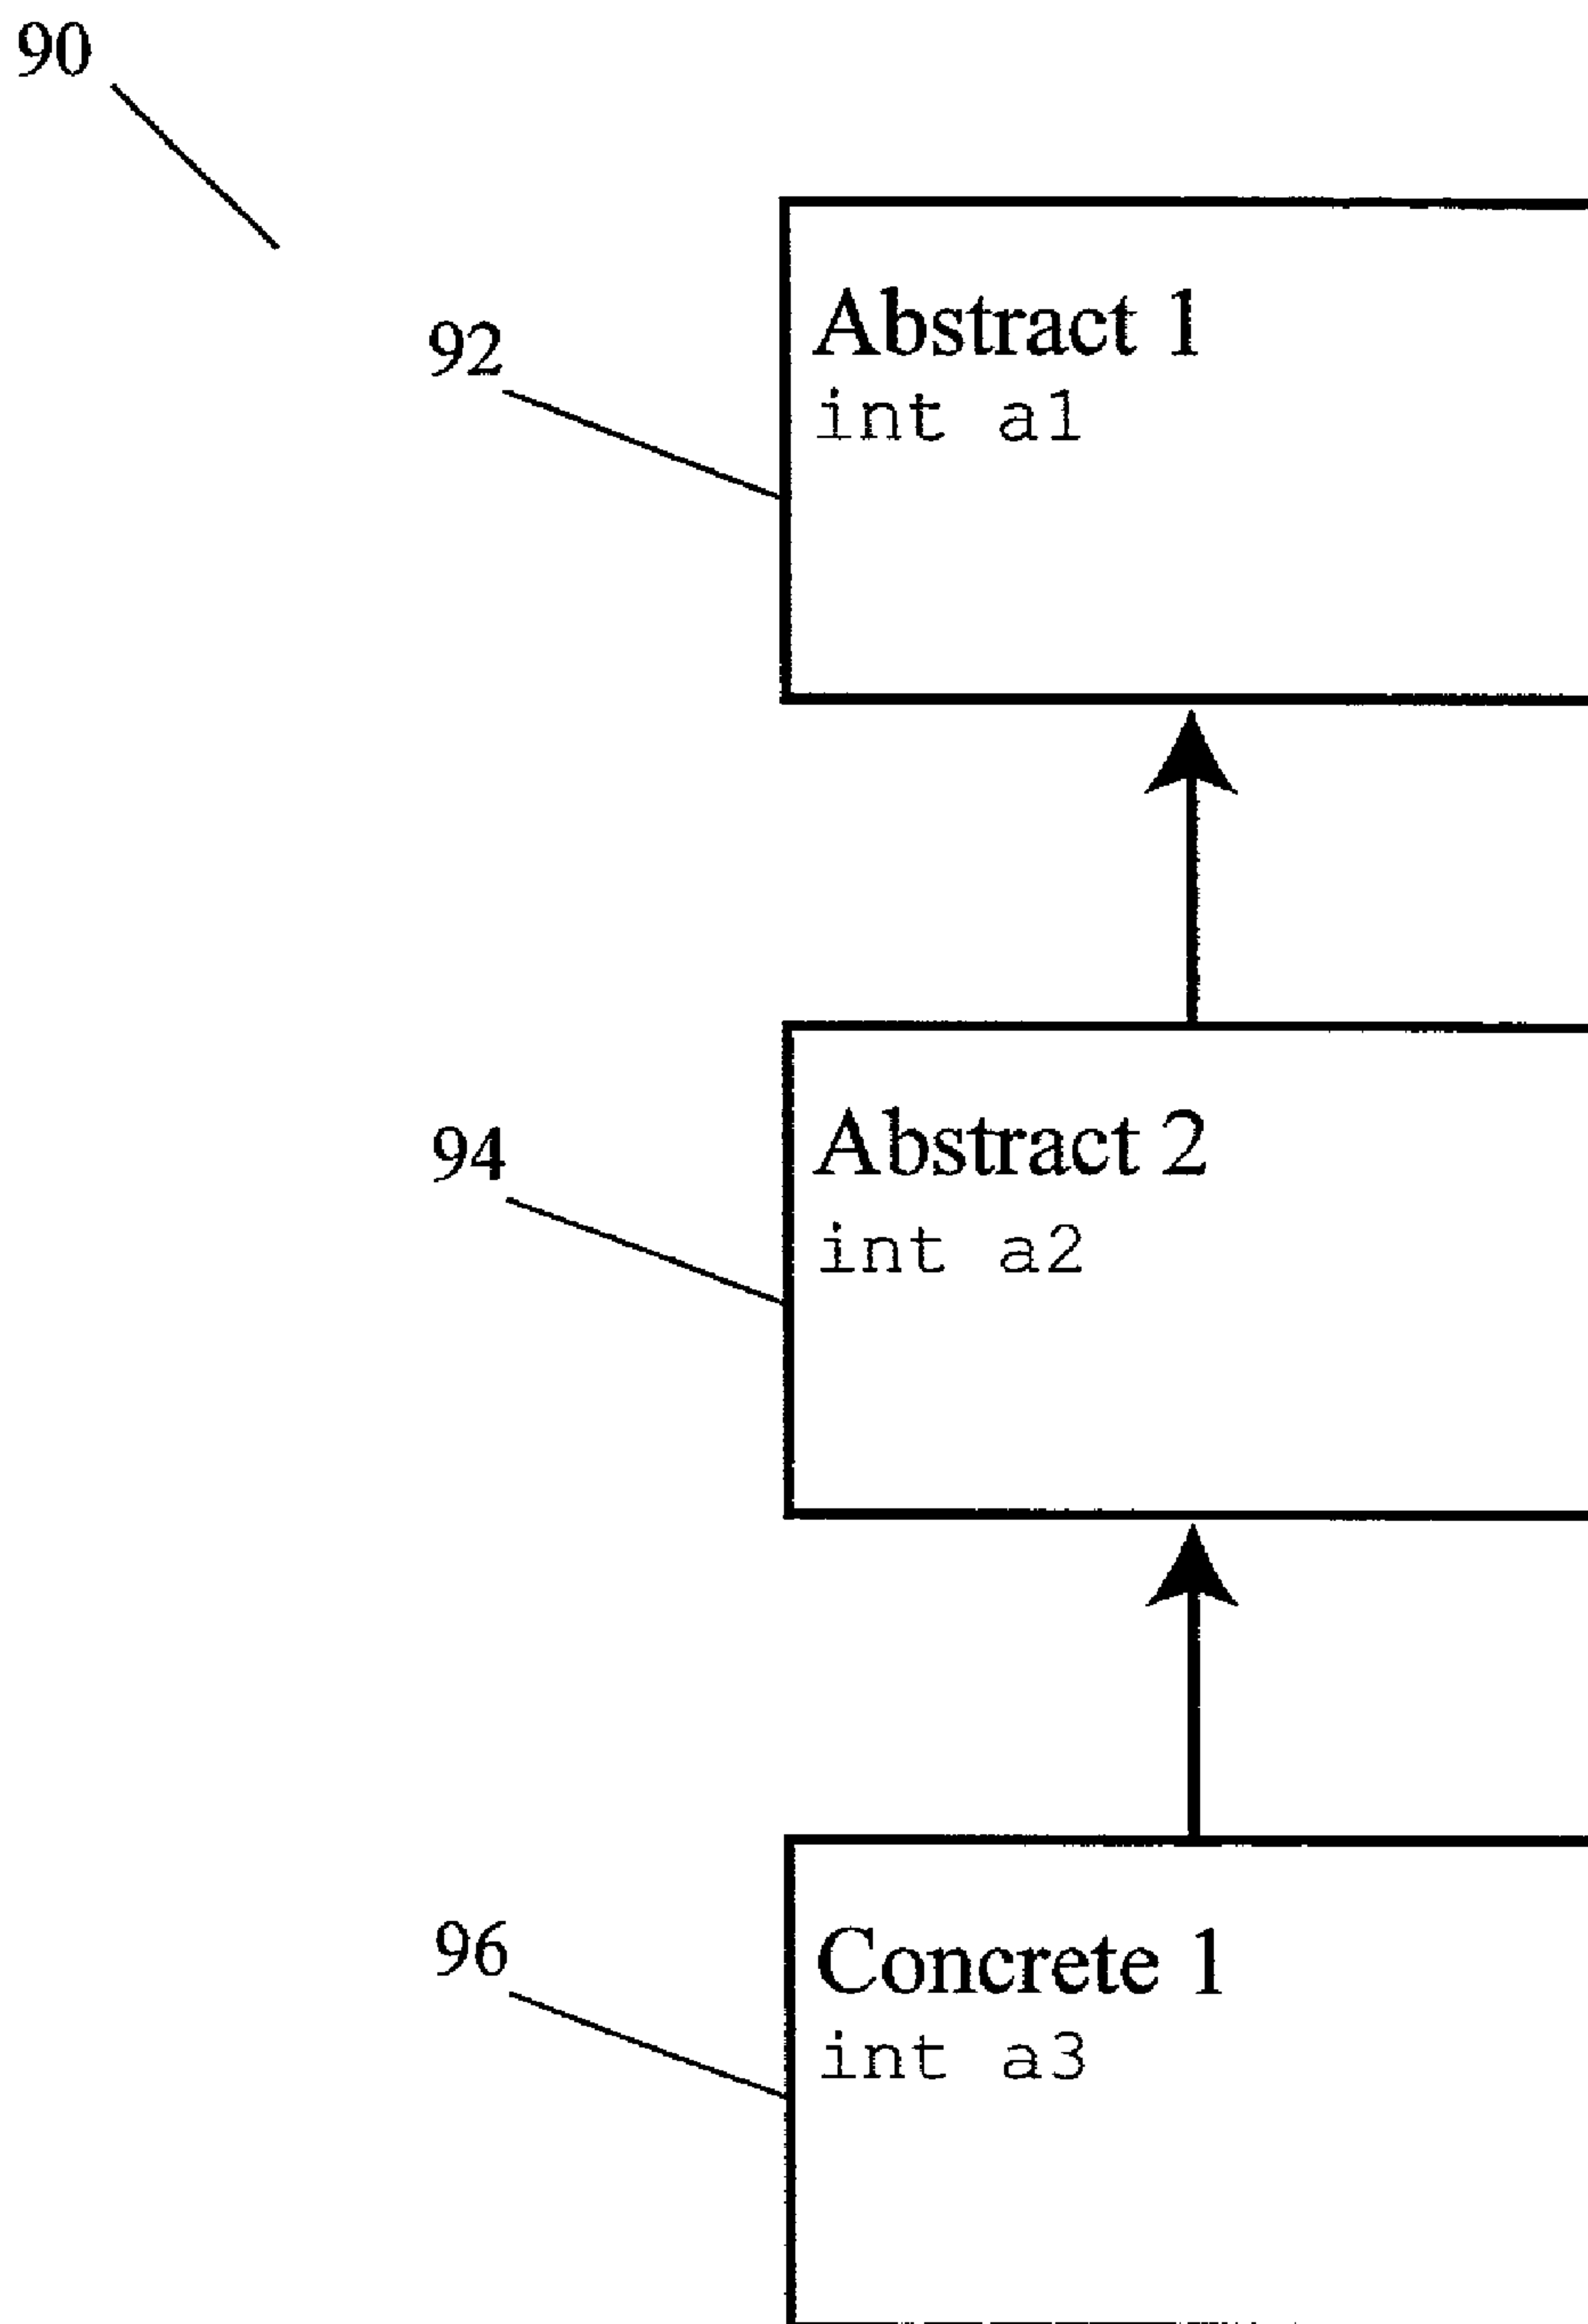 90
92
Abstract 1
int a1
94
Abstract 2
int a2
96
Concrete 1
int a3